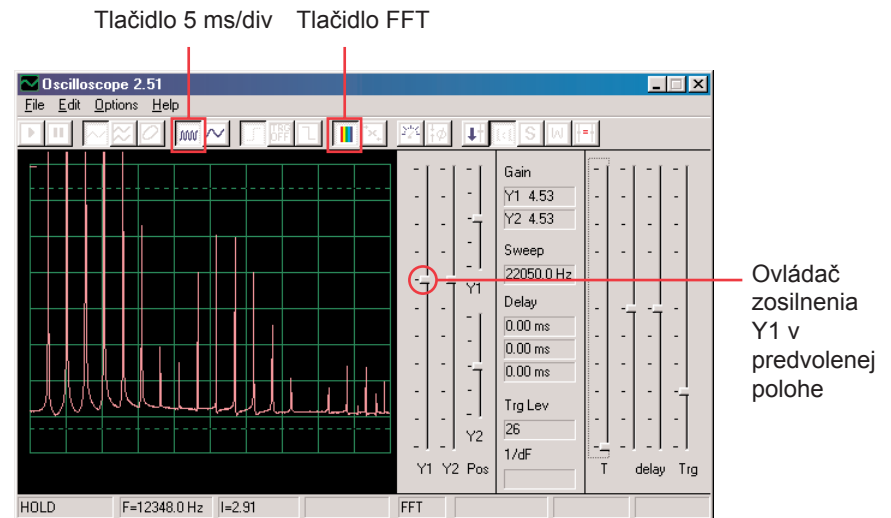 Tlačidlo 5 ms/div
Tlačidlo FFT
Oscilloscope 2.51
File Edit Options Help
TRG OFF
S
W
Gain
Y1 4.53
Y2 4.53
Sweep
22050.0 Hz
Y1
Delay
0.00 ms
0.00 ms
0.00 ms
Trg Lev
26
Y2
1/dF
Y1 Y2 Pos
T delay Trg
HOLD
F=12348.0 Hz
I=2.91
FFT
Ovládač
zosilnenia
Y1 v
predvolenej
polohe